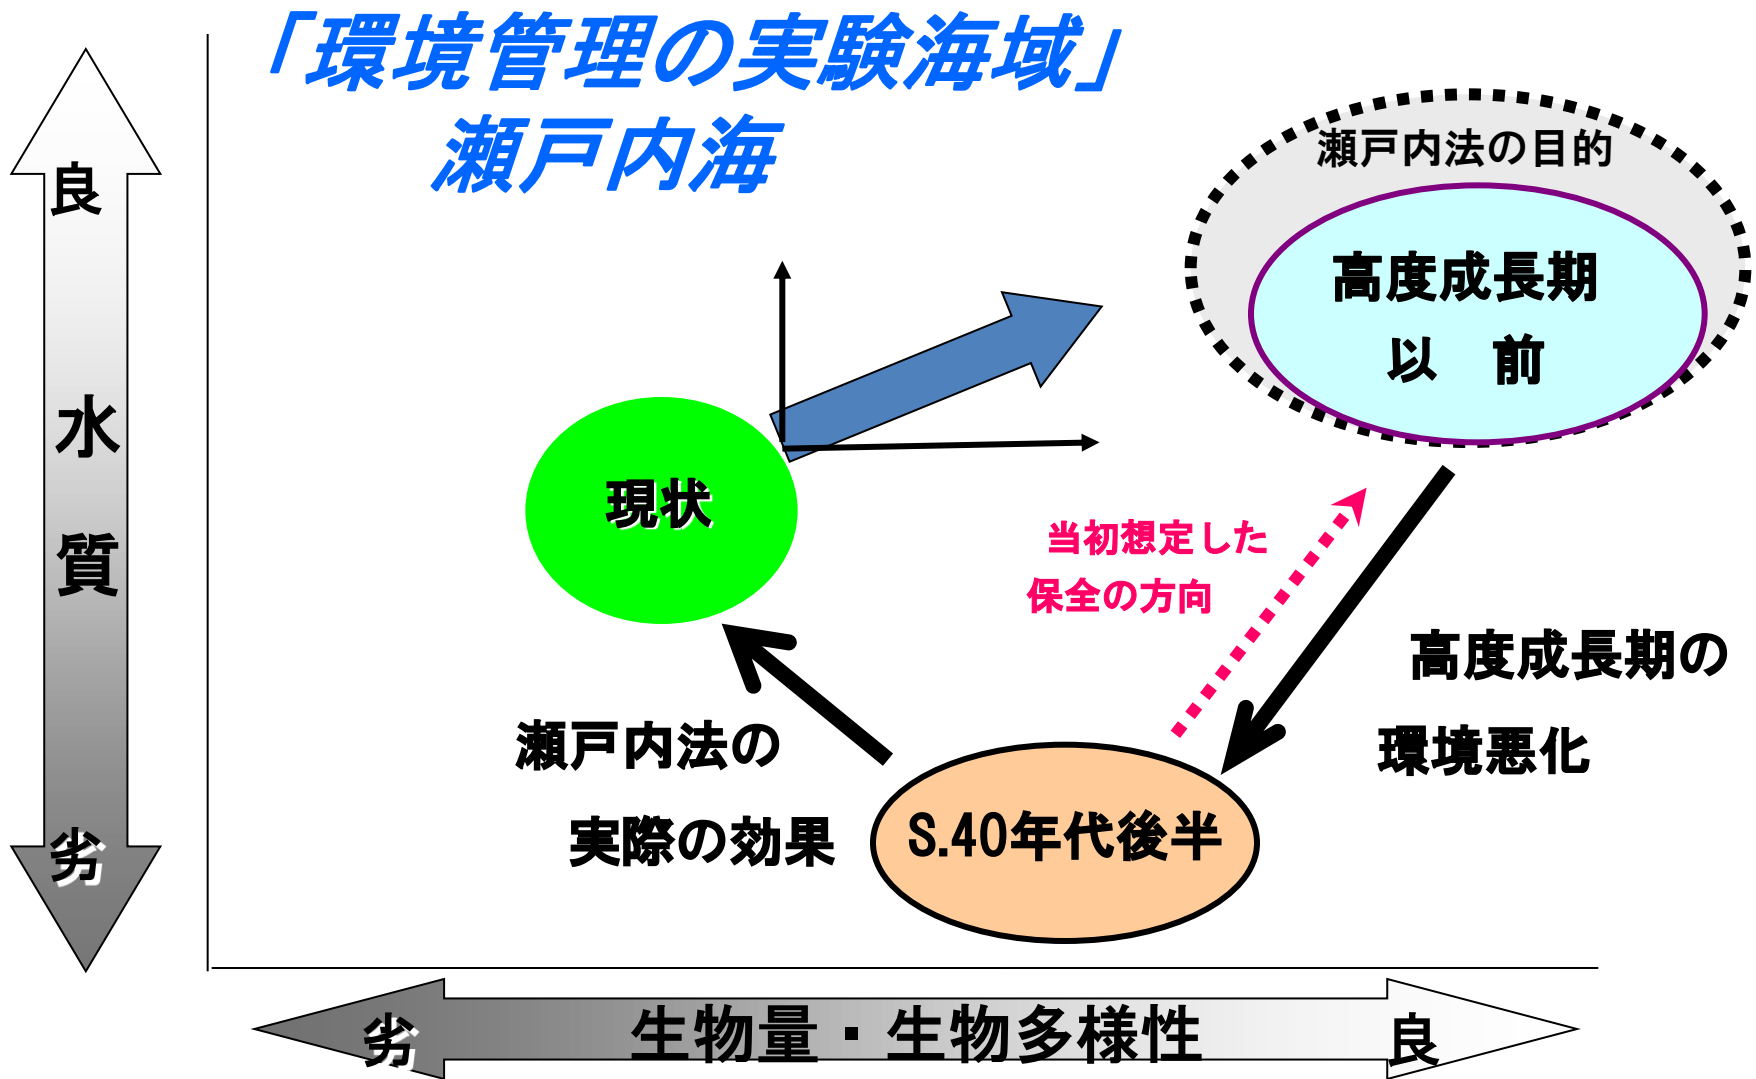 「環境管理の実験海域」
瀬戸内海
良
水
質
劣
瀬戸内法の目的
高度成長期
以　前
現状
当初想定した
保全の方向
高度成長期の
環境悪化
瀬戸内法の
実際の効果
S.40年代後半
劣
生物量・生物多様性
良